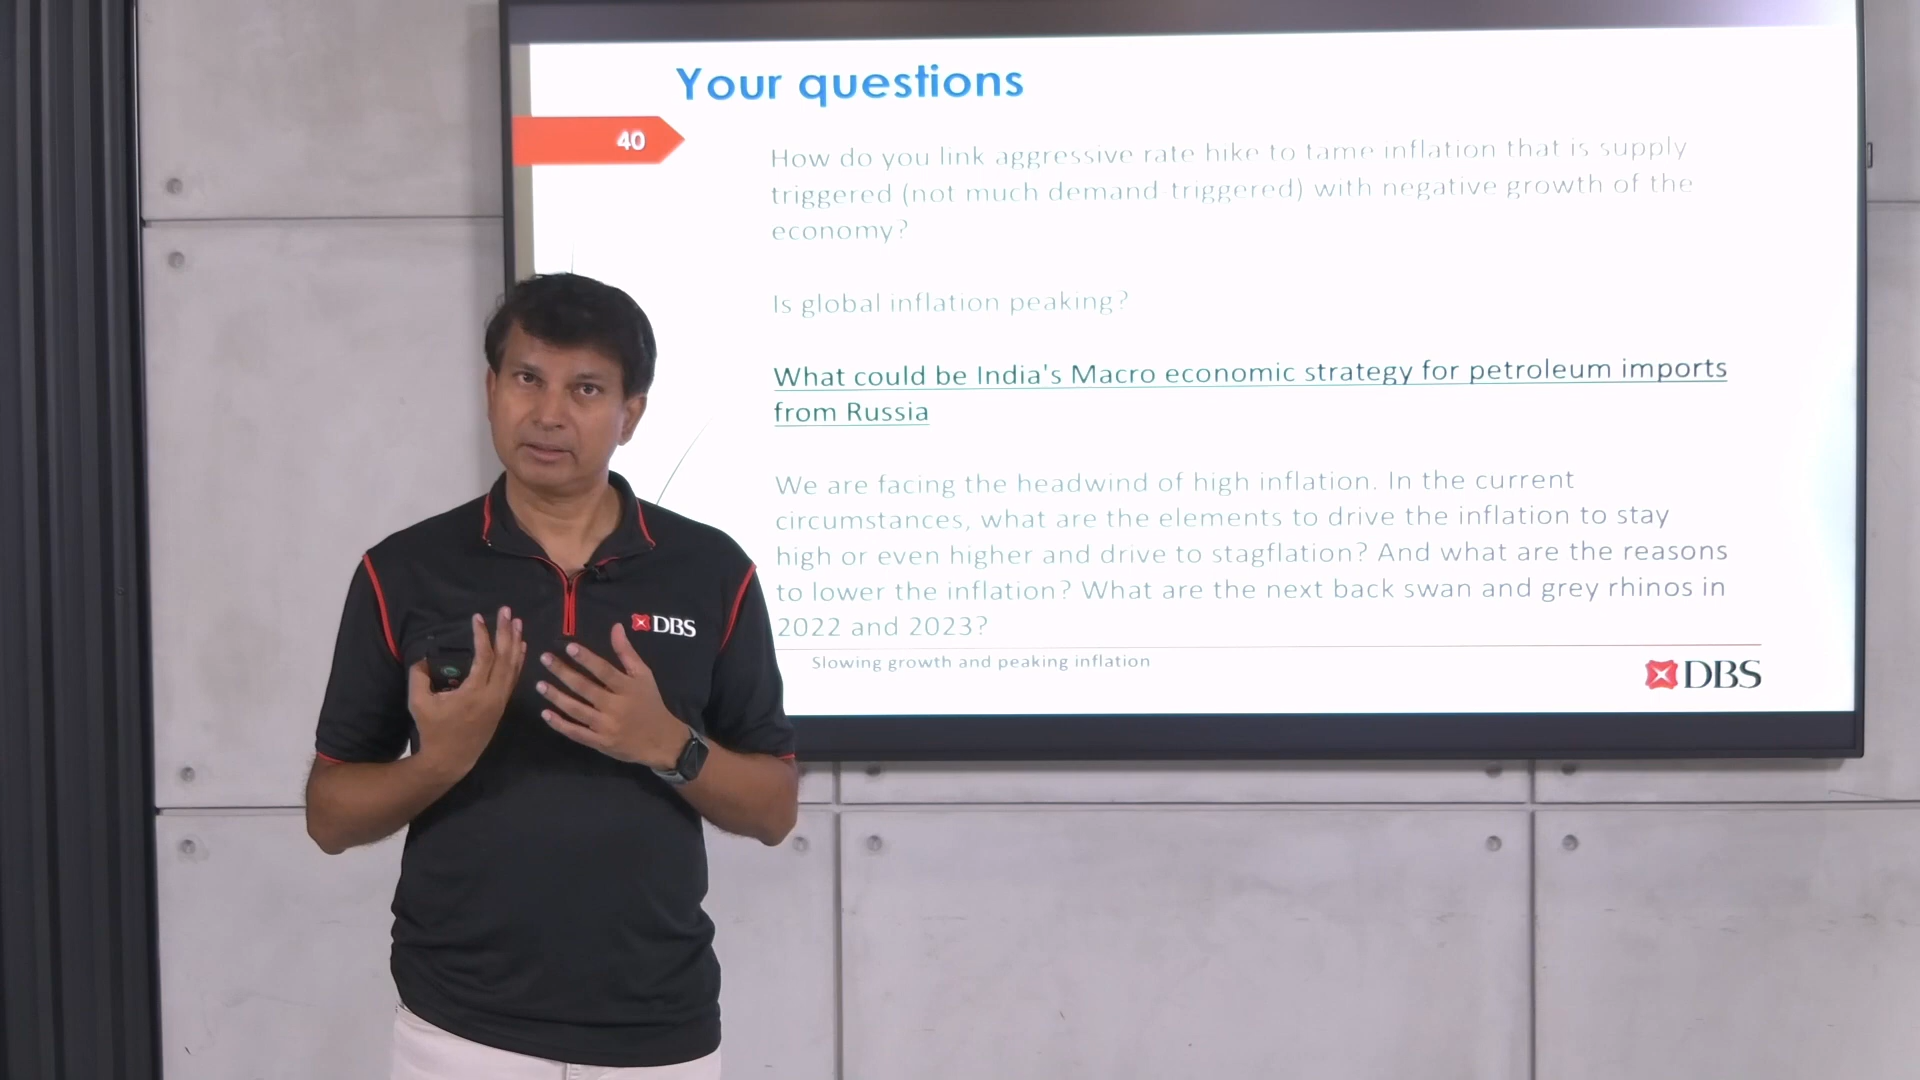 Your questions
40
How do you link aggressive rate hike to tame inflation that is supply
triggered (not much demand-triggered) with negative growth of the
economy?
Is global inflation peaking?
What could be India's Macro economic strategy for petroleum imports
from Russia
We are facing the headwind of high inflation. In the current
circumstances, what are the elements to drive the inflation to stay
high or even higher and drive to stagflation? And what are the reasons
to lower the inflation? What are the next back swan and grey rhinos in
2022 and 2023?
Slowing growth and peaking inflation
DBS
DBS